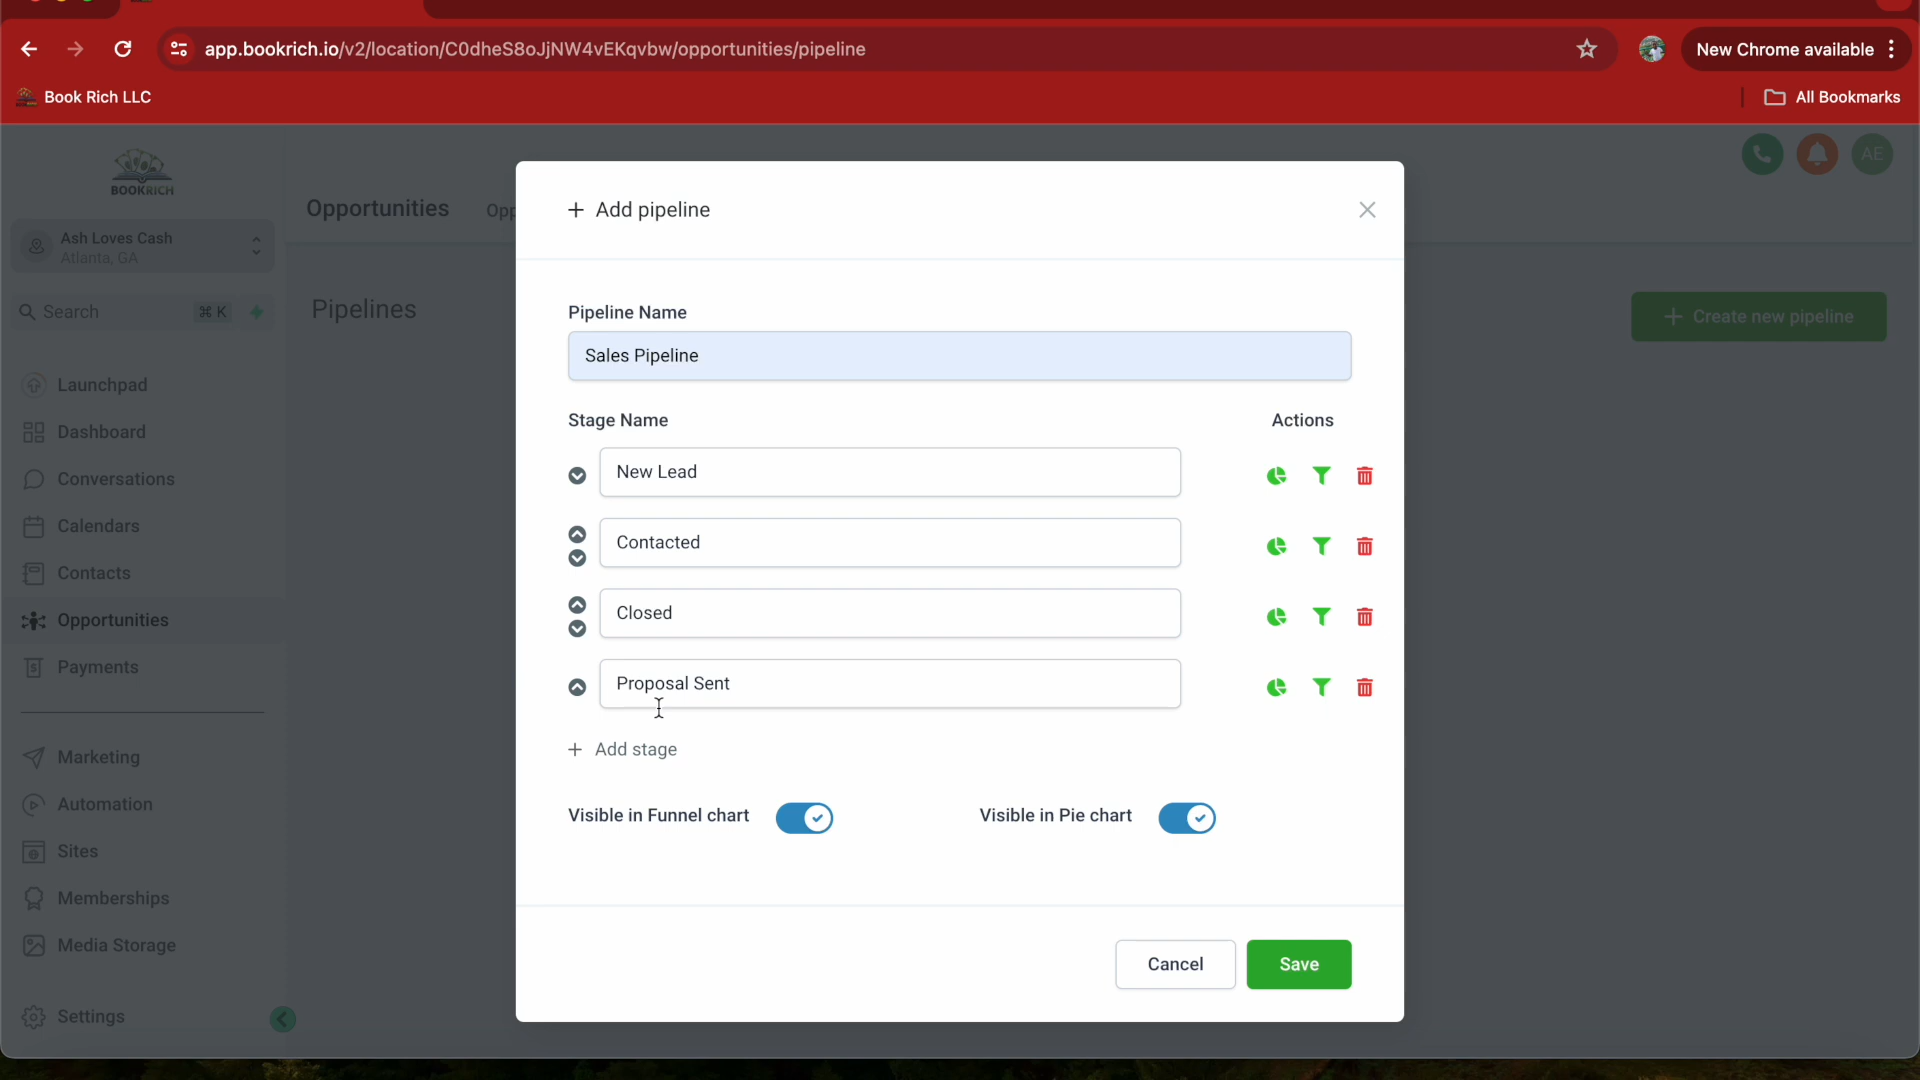 app.bookrich.io/v2/location/C0dheS8oJjNW4vEKqvbw/opportunities/pipeline
New Chrome available
Book Rich LLC
All Bookmarks
BOOKRICH
AE
Opportunities
Opp
Ash Loves Cash
Atlanta, GA
Search
⌘ K
Pipelines
+ Create new pipeline
Launchpad
Dashboard
Conversations
Calendars
Contacts
Opportunities
Payments
Marketing
Automation
Sites
Memberships
Media Storage
Settings
+ Add pipeline
Pipeline Name
Sales Pipeline
Stage Name
Actions
New Lead
Contacted
Closed
Proposal Sent
+ Add stage
Visible in Funnel chart
Visible in Pie chart
Cancel
Save